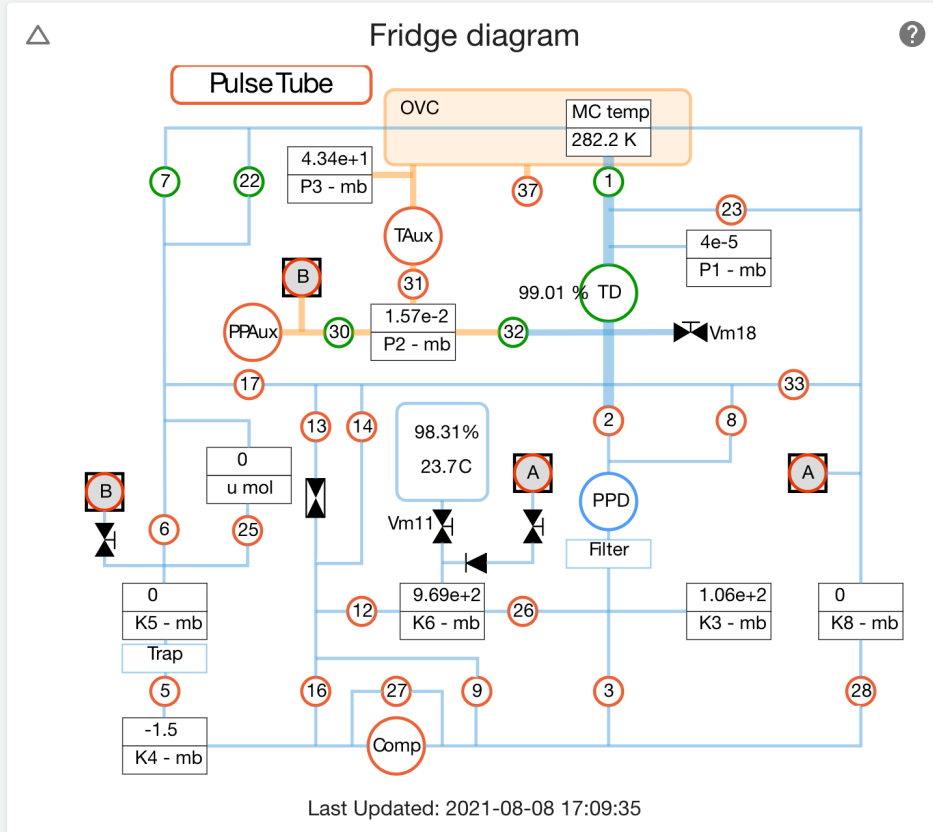 Fridge diagram
?
PulseTube
OVC
MC temp
282.2 K
4.34e+1
P3 - mb
7
22
37
1
23
TAux
4e-5
P1 - mb
B
31
99.01 %
TD
1.57e-2
P2 - mb
PPAux
30
32
Vm18
17
33
13
14
98.31%
23.7C
2
8
0
u mol
A
A
B
PPD
Vm11
6
25
Filter
0
K5 - mb
12
9.69e+2
K6 - mb
26
1.06e+2
K3 - mb
0
K8 - mb
Trap
5
16
27
9
3
28
-1.5
K4 - mb
Comp
Last Updated: 2021-08-08 17:09:35